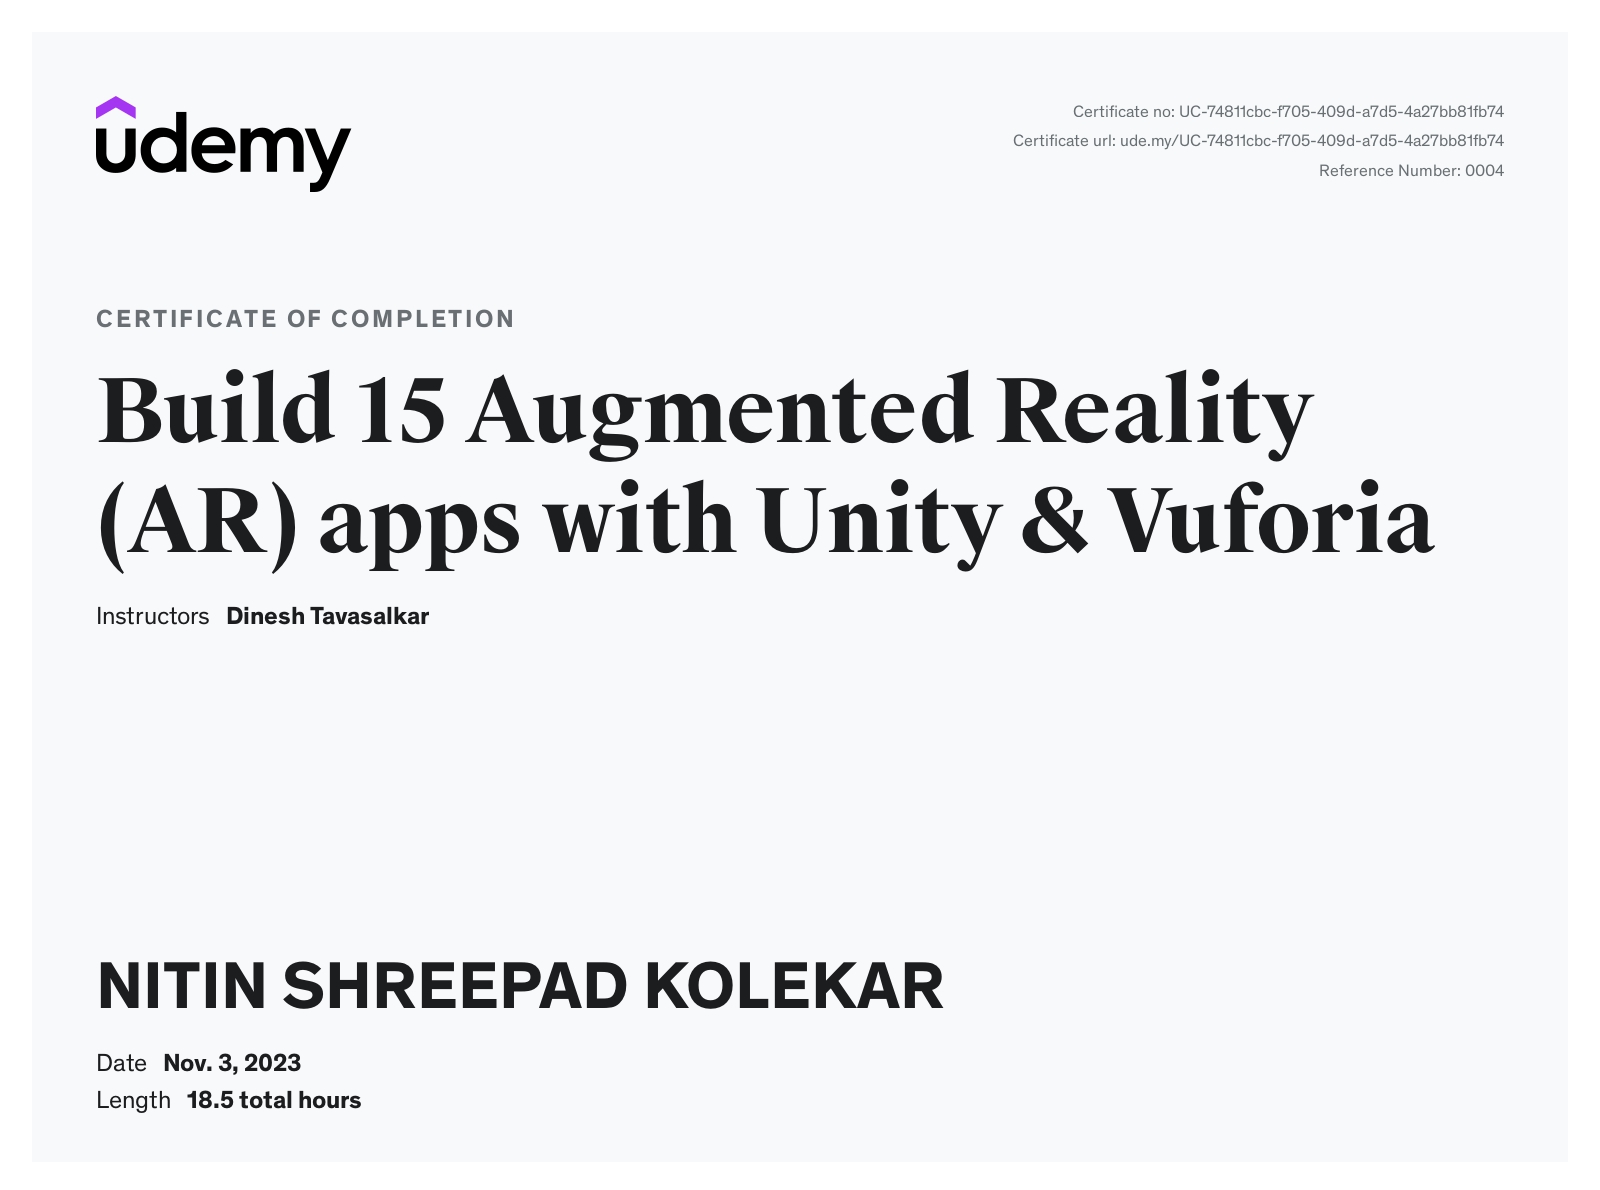 udemy
Certificate no: UC-74811cbc-f705-409d-a7d5-4a27bb81fb74
Certificate url: ude.my/UC-74811cbc-f705-409d-a7d5-4a27bb81fb74
Reference Number: 0004
CERTIFICATE OF COMPLETION
Build 15 Augmented Reality
(AR) apps with Unity & Vuforia
Instructors Dinesh Tavasalkar
NITIN SHREEPAD KOLEKAR
Date Nov. 3, 2023
Length 18.5 total hours